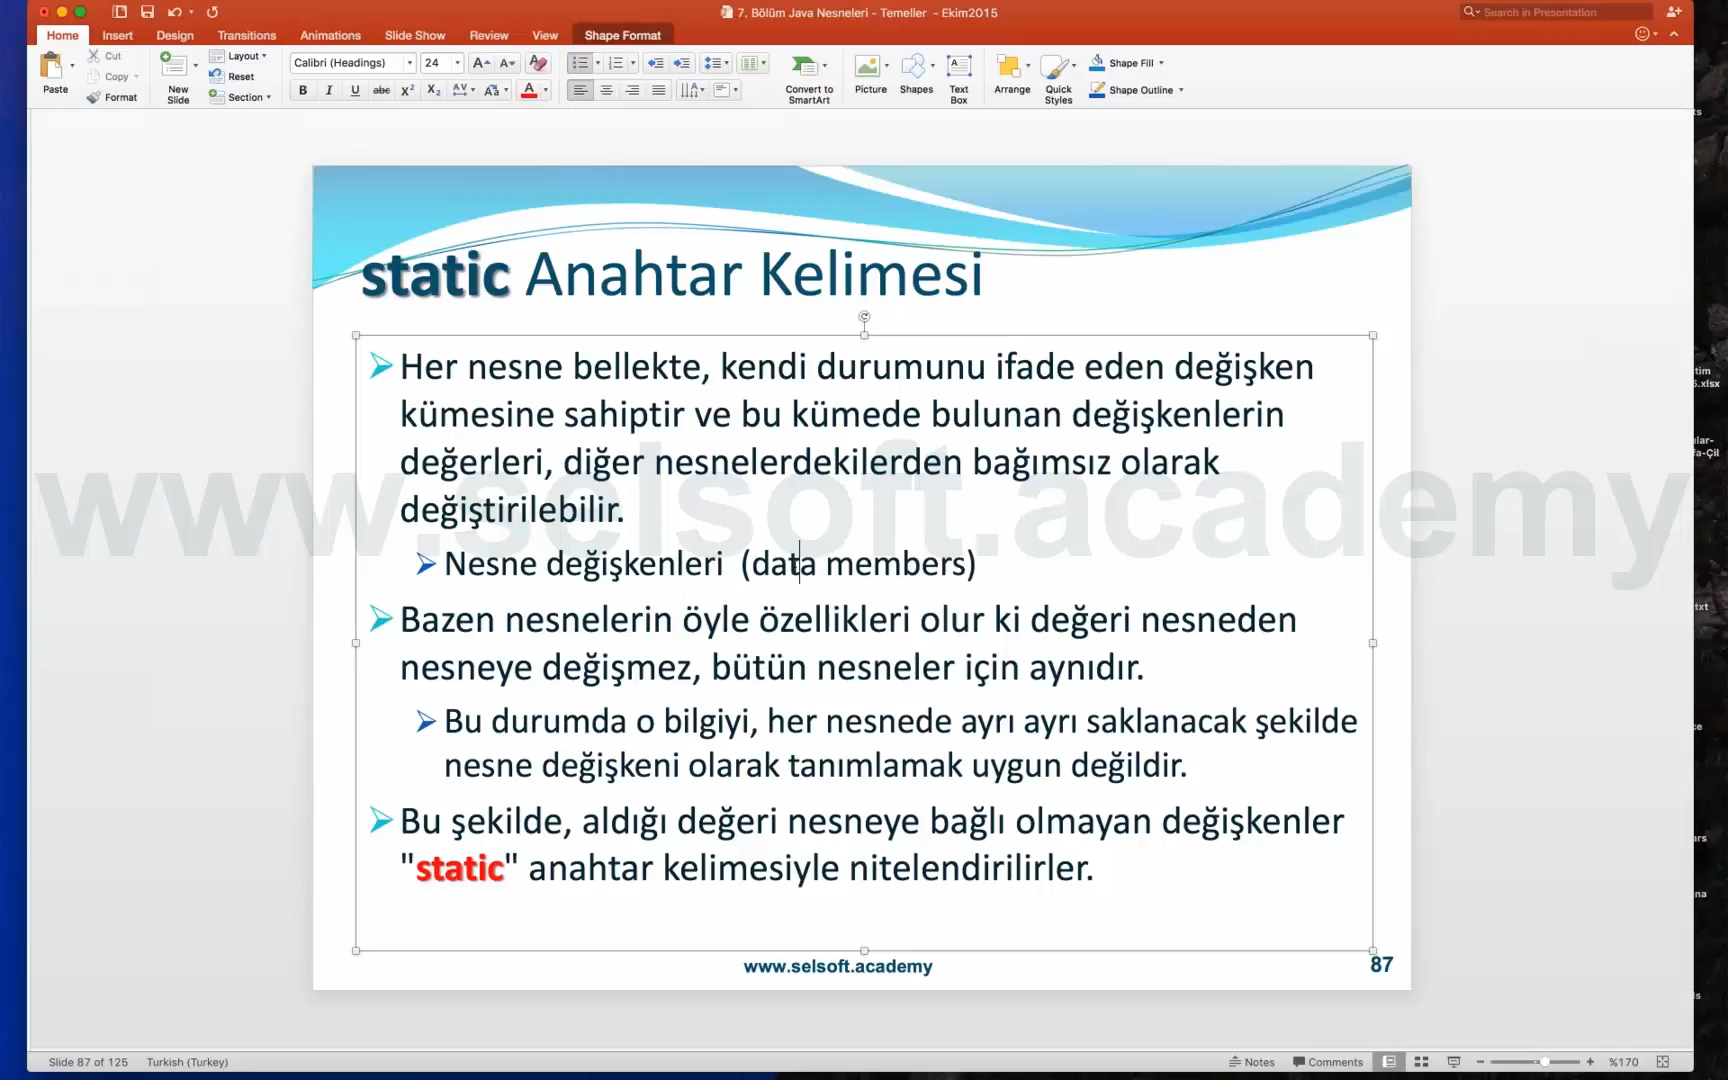 7. Bölüm Java Nesneleri - Temeller - Ekim2015
Search in Presentation
Home Insert Design Transitions Animations Slide Show Review View Shape Format
Paste
Cut
Copy
Format
New Slide
Layout
Reset
Section
Calibri (Headings) 24
B I U abc X² X₂ AV Aa A
Convert to SmartArt
Picture
Shapes
Text Box
Arrange
Quick Styles
Shape Fill
Shape Outline
static Anahtar Kelimesi
Her nesne bellekte, kendi durumunu ifade eden değişken
kümesine sahiptir ve bu kümede bulunan değişkenlerin
değerleri, diğer nesnelerdekilerden bağımsız olarak
değiştirilebilir.
Nesne değişkenleri (data members)
Bazen nesnelerin öyle özellikleri olur ki değeri nesneden
nesneye değişmez, bütün nesneler için aynıdır.
Bu durumda o bilgiyi, her nesnede ayrı ayrı saklanacak şekilde
nesne değişkeni olarak tanımlamak uygun değildir.
Bu şekilde, aldığı değeri nesneye bağlı olmayan değişkenler
"static" anahtar kelimesiyle nitelendirilirler.
www.selsoft.academy
87
www.selsoft.academy
Slide 87 of 125 Turkish (Turkey)
Notes Comments %170